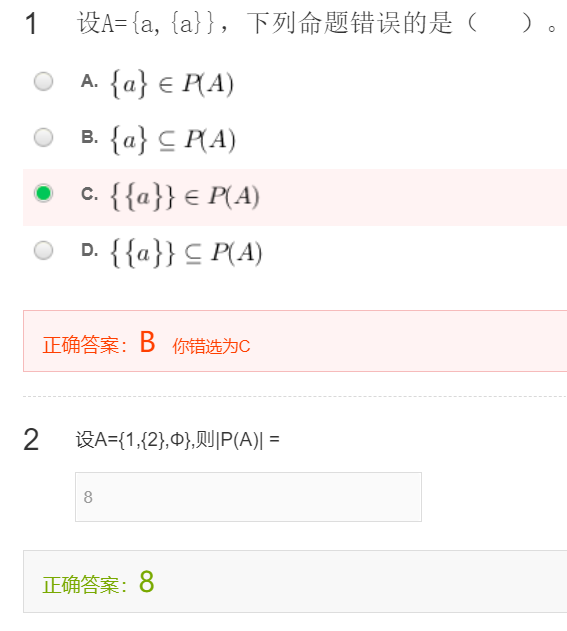 1 设A={a,{a}}，下列命题错误的是（ ）。
A. {a} ∈ P(A)
B. {a} ⊆ P(A)
C. {{a}} ∈ P(A)
D. {{a}} ⊆ P(A)
正确答案：B 你错选为C
2 设A={1,{2},Φ},则|P(A)| =
8
正确答案：8